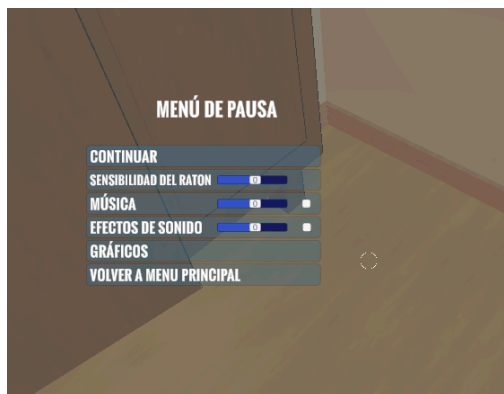 MENÚ DE PAUSA
CONTINUAR
SENSIBILIDAD DEL RATON 0
MÚSICA 0
EFECTOS DE SONIDO 0
GRÁFICOS
VOLVER A MENU PRINCIPAL